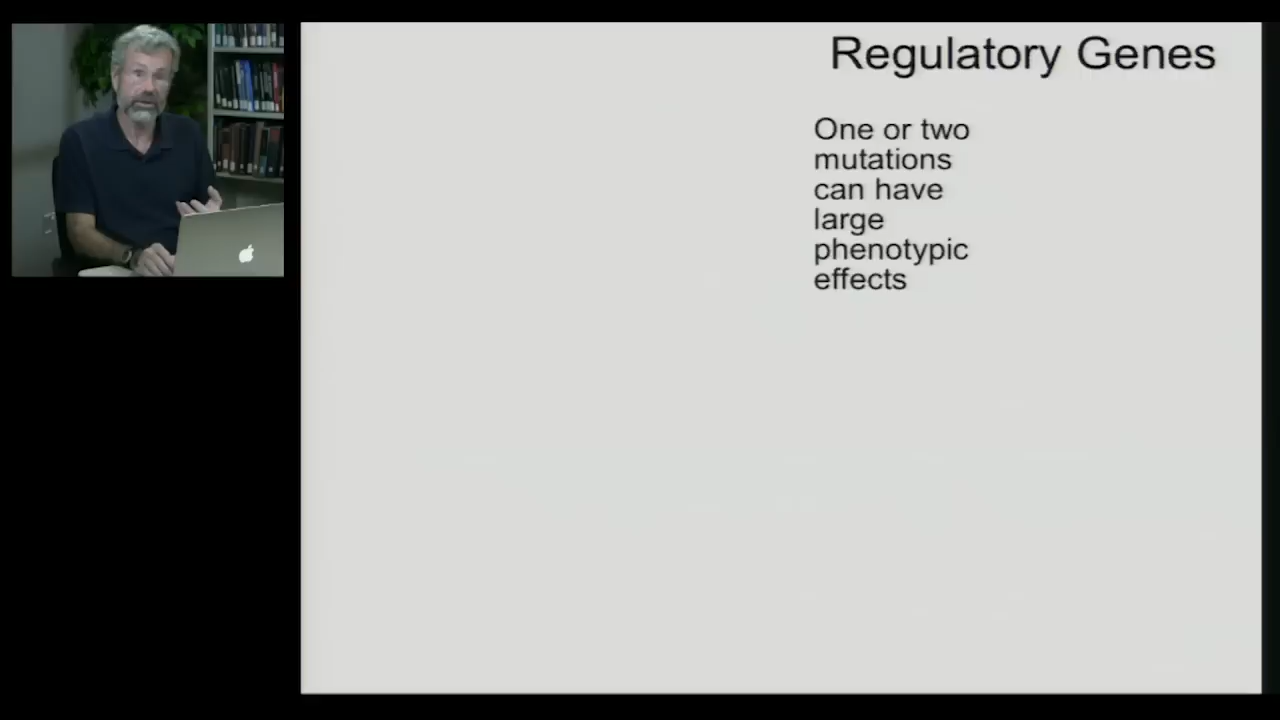 Regulatory Genes
One or two
mutations
can have
large
phenotypic
effects